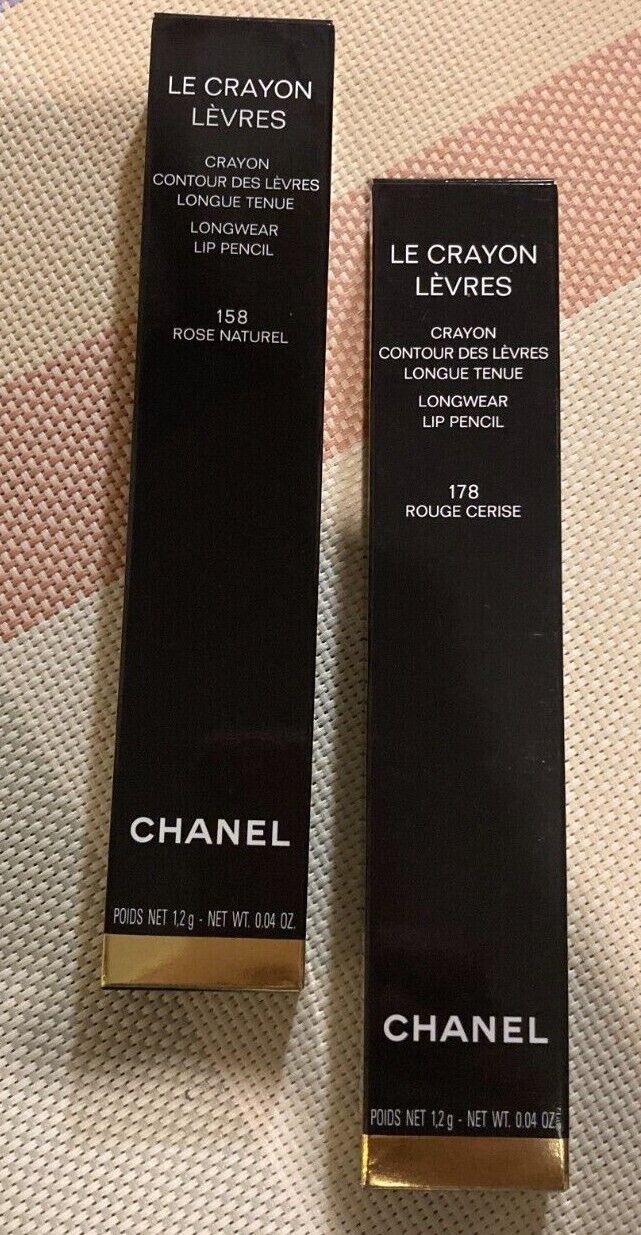 LE CRAYON
LÈVRES
CRAYON
CONTOUR DES LÈVRES
LONGUE TENUE
LONGWEAR
LIP PENCIL
158
ROSE NATUREL
CHANEL
POIDS NET 1,2 g - NET WT. 0.04 OZ.
LE CRAYON
LÈVRES
CRAYON
CONTOUR DES LÈVRES
LONGUE TENUE
LONGWEAR
LIP PENCIL
178
ROUGE CERISE
CHANEL
POIDS NET 1,2 g - NET WT. 0.04 OZ.